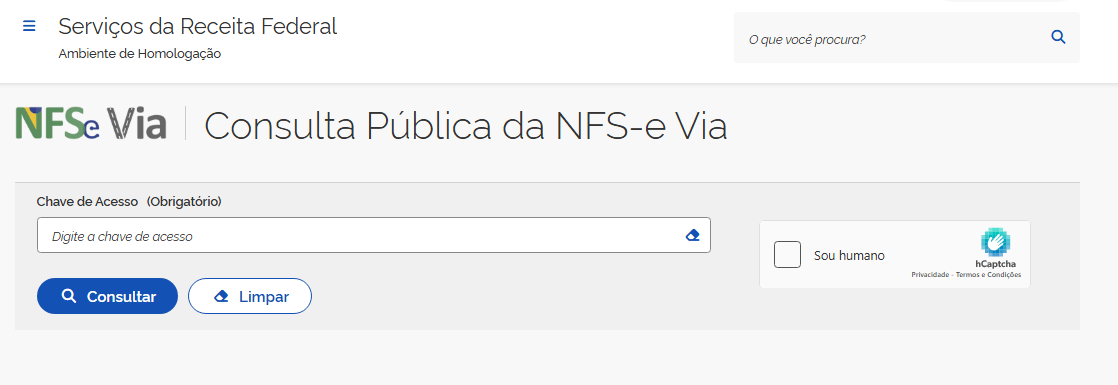 Serviços da Receita Federal
Ambiente de Homologação
O que você procura?
NFSe Via
Consulta Pública da NFS-e Via
Chave de Acesso (Obrigatório)
Digite a chave de acesso
Consultar
Limpar
Sou humano
hCaptcha
Privacidade - Termos e Condições